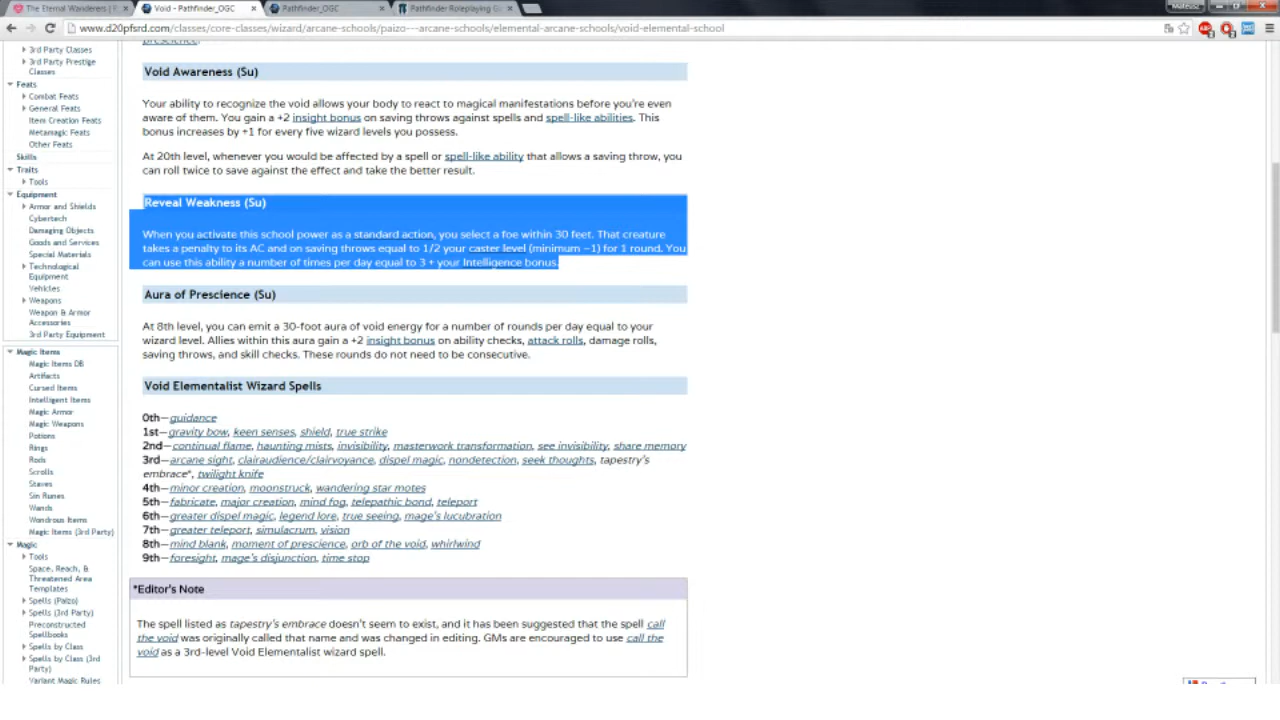 The Eternal Wanderers |
Void - Pathfinder_OGC
Pathfinder_OGC
Pathfinder Roleplaying G
Mateusz
www.d20pfsrd.com/classes/core-classes/wizard/arcane-schools/paizo---arcane-schools/elemental-arcane-schools/void-elemental-school
3rd Party Classes
3rd Party Prestige
Classes
Feats
Combat Feats
General Feats
Item Creation Feats
Metamagic Feats
Other Feats
Skills
Traits
Tools
Equipment
Armor and Shields
Cybertech
Damaging Objects
Goods and Services
Special Materials
Technological
Equipment
Vehicles
Weapons
Weapon & Armor
Accessories
3rd Party Equipment
Magic Items
Magic Items DB
Artifacts
Cursed Items
Intelligent Items
Magic Armor
Magic Weapons
Potions
Rings
Rods
Scrolls
Staves
Sin Runes
Wands
Wondrous Items
Magic Items (3rd Party)
Magic
Tools
Space, Reach, &
Threatened Area
Templates
Spells (Paizo)
Spells (3rd Party)
Preconstructed
Spellbooks
Spells by Class
Spells by Class (3rd
Party)
Variant Magic Rules
prescience.
Void Awareness (Su)
Your ability to recognize the void allows your body to react to magical manifestations before you're even
aware of them. You gain a +2 insight bonus on saving throws against spells and spell-like abilities. This
bonus increases by +1 for every five wizard levels you possess.
At 20th level, whenever you would be affected by a spell or spell-like ability that allows a saving throw, you
can roll twice to save against the effect and take the better result.
Reveal Weakness (Su)
When you activate this school power as a standard action, you select a foe within 30 feet. That creature
takes a penalty to its AC and on saving throws equal to 1/2 your caster level (minimum −1) for 1 round. You
can use this ability a number of times per day equal to 3 + your Intelligence bonus.
Aura of Prescience (Su)
At 8th level, you can emit a 30-foot aura of void energy for a number of rounds per day equal to your
wizard level. Allies within this aura gain a +2 insight bonus on ability checks, attack rolls, damage rolls,
saving throws, and skill checks. These rounds do not need to be consecutive.
Void Elementalist Wizard Spells
0th—guidance
1st—gravity bow, keen senses, shield, true strike
2nd—continual flame, haunting mists, invisibility, masterwork transformation, see invisibility, share memory
3rd—arcane sight, clairaudience/clairvoyance, dispel magic, nondetection, seek thoughts, tapestry's
embrace*, twilight knife
4th—minor creation, moonstruck, wandering star motes
5th—fabricate, major creation, mind fog, telepathic bond, teleport
6th—greater dispel magic, legend lore, true seeing, mage's lucubration
7th—greater teleport, simulacrum, vision
8th—mind blank, moment of prescience, orb of the void, whirlwind
9th—foresight, mage's disjunction, time stop
*Editor's Note
The spell listed as tapestry's embrace doesn't seem to exist, and it has been suggested that the spell call
the void was originally called that name and was changed in editing. GMs are encouraged to use call the
void as a 3rd-level Void Elementalist wizard spell.